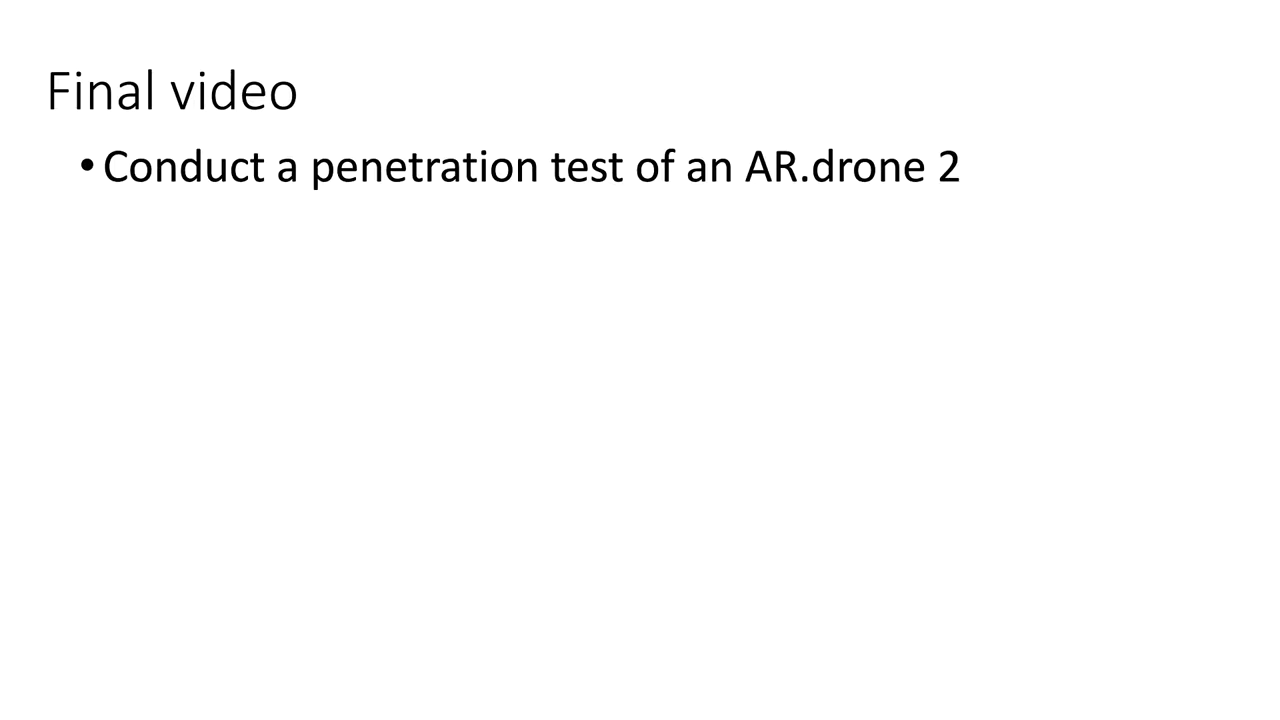 Final video
• Conduct a penetration test of an AR.drone 2